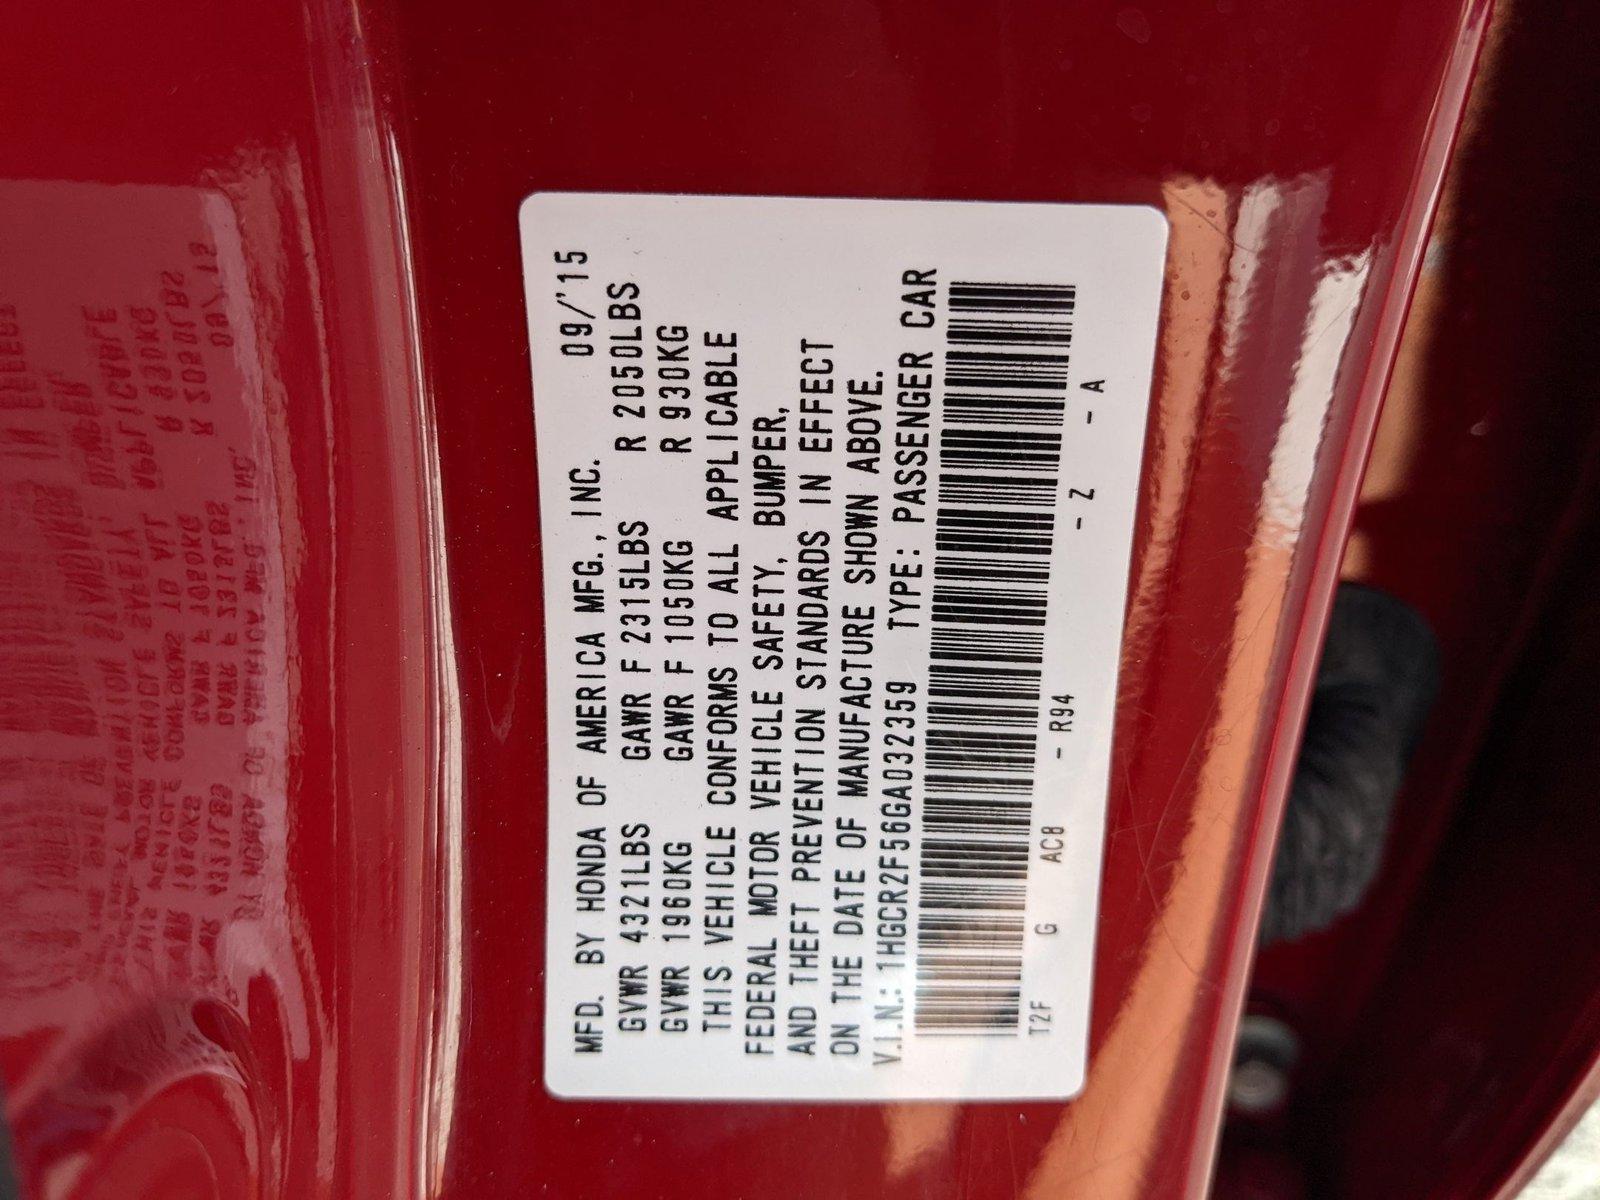 MFD. BY HONDA OF AMERICA MFG., INC. 09/'15
GVWR 4321LBS GAWR F 2315LBS R 2050LBS
GVWR 1960KG GAWR F 1050KG R 930KG
THIS VEHICLE CONFORMS TO ALL APPLICABLE
FEDERAL MOTOR VEHICLE SAFETY, BUMPER,
AND THEFT PREVENTION STANDARDS IN EFFECT
ON THE DATE OF MANUFACTURE SHOWN ABOVE.
V.I.N.: 1HGCR2F56GA032359 TYPE: PASSENGER CAR
T2F G AC8 - R94 - Z - A